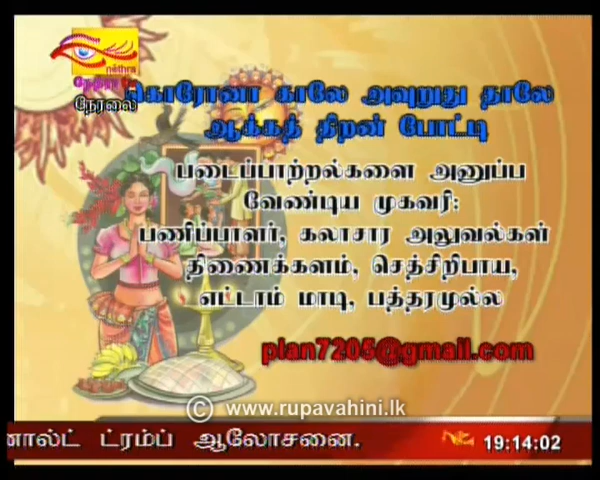 nethra
நேத்ரா
நேரலை
கொரோனா காலே அவுறுது தாலே
ஆக்கத் திறன் போட்டி
படைப்பாற்றல்களை அனுப்ப
வேண்டிய முகவரி:
பணிப்பாளர், கலாசார அலுவல்கள்
திணைக்களம், செத்சிறிபாய,
எட்டாம் மாடி, பத்தரமுல்ல
plan7205@gmail.com
© www.rupavahini.lk
னால்ட் ட்ரம்ப் ஆலோசனை.
19:14:02